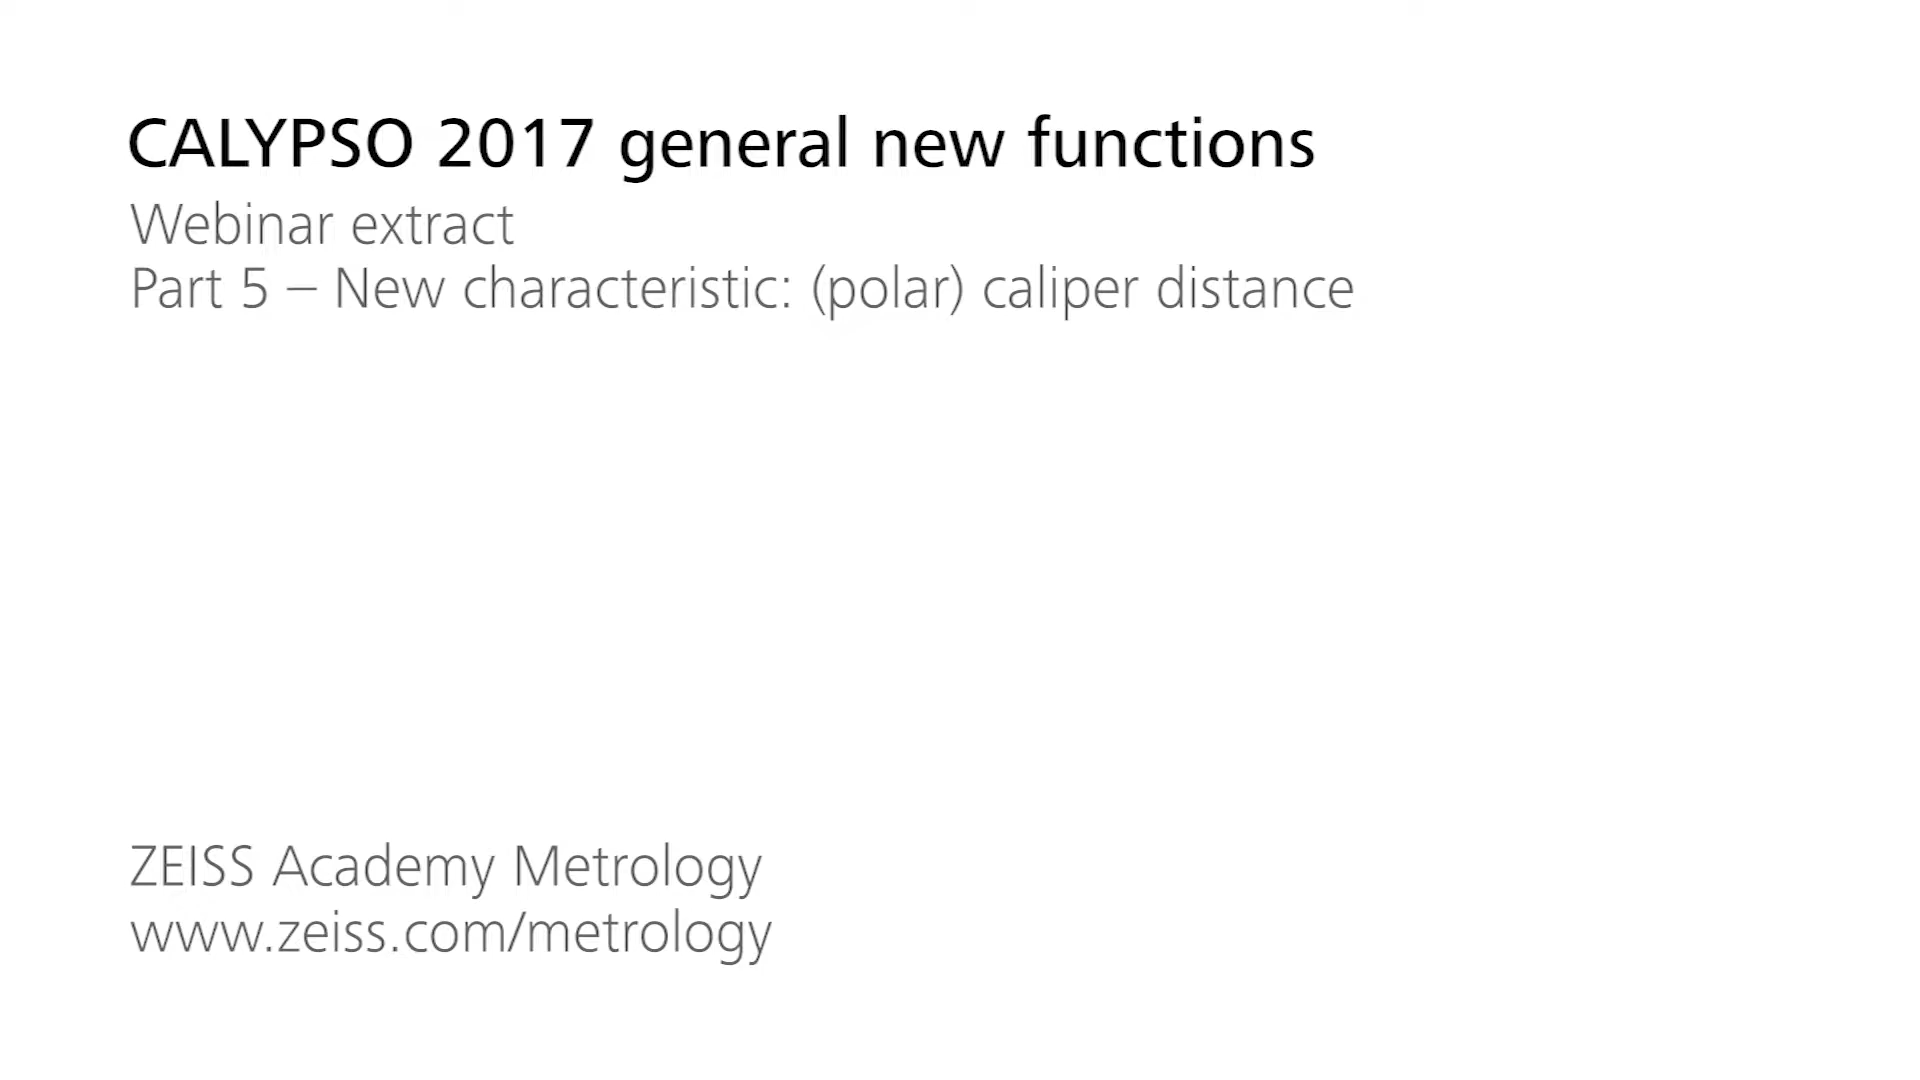 CALYPSO 2017 general new functions
Webinar extract
Part 5 – New characteristic: (polar) caliper distance
ZEISS Academy Metrology
www.zeiss.com/metrology